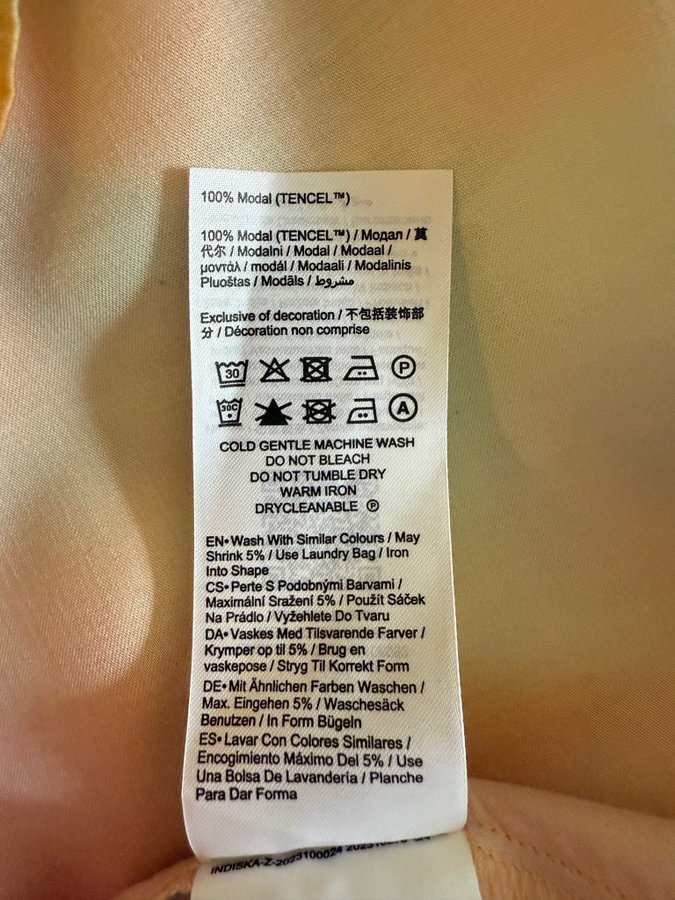 100% Modal (TENCEL™)
100% Modal (TENCEL™) / Модал / 莫
代尔 / Modalni / Modal / Modaal /
μοντάλ / modál / Modaali / Modalinis
Pluoštas / Modāls / مشروط
Exclusive of decoration / 不包括装饰部
分 / Décoration non comprise
30 P
30C A
COLD GENTLE MACHINE WASH
DO NOT BLEACH
DO NOT TUMBLE DRY
WARM IRON
DRYCLEANABLE Ⓟ
EN•Wash With Similar Colours / May
Shrink 5% / Use Laundry Bag / Iron
Into Shape
CS•Perte S Podobnými Barvami /
Maximální Sražení 5% / Použít Sáček
Na Prádlo / Vyžehlete Do Tvaru
DA•Vaskes Med Tilsvarende Farver /
Krymper op til 5% / Brug en
vaskepose / Stryg Til Korrekt Form
DE•Mit Ähnlichen Farben Waschen /
Max. Eingehen 5% / Waschesäck
Benutzen / In Form Bügeln
ES•Lavar Con Colores Similares /
Encogimiento Máximo Del 5% / Use
Una Bolsa De Lavandería / Planche
Para Dar Forma
INDISKA-Z-2023100024